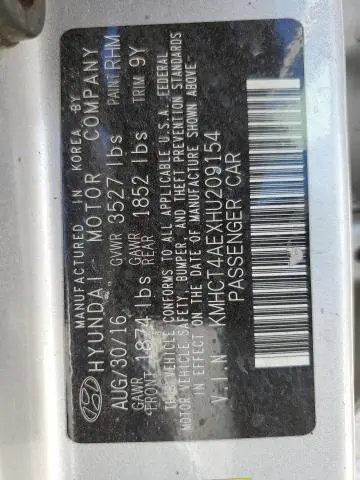 MANUFACTURED IN KOREA BY
HYUNDAI MOTOR COMPANY
AUG/30/16 GVWR 3527 lbs PAINT RHM
GAWR FRONT 1874 lbs GAWR REAR 1852 lbs TRIM 9Y
THIS VEHICLE CONFORMS TO ALL APPLICABLE U.S.A. FEDERAL
MOTOR VEHICLE SAFETY, BUMPER, AND THEFT PREVENTION STANDARDS
IN EFFECT ON THE DATE OF MANUFACTURE SHOWN ABOVE
V.I.N KMHCT4AEXHU209154
PASSENGER CAR